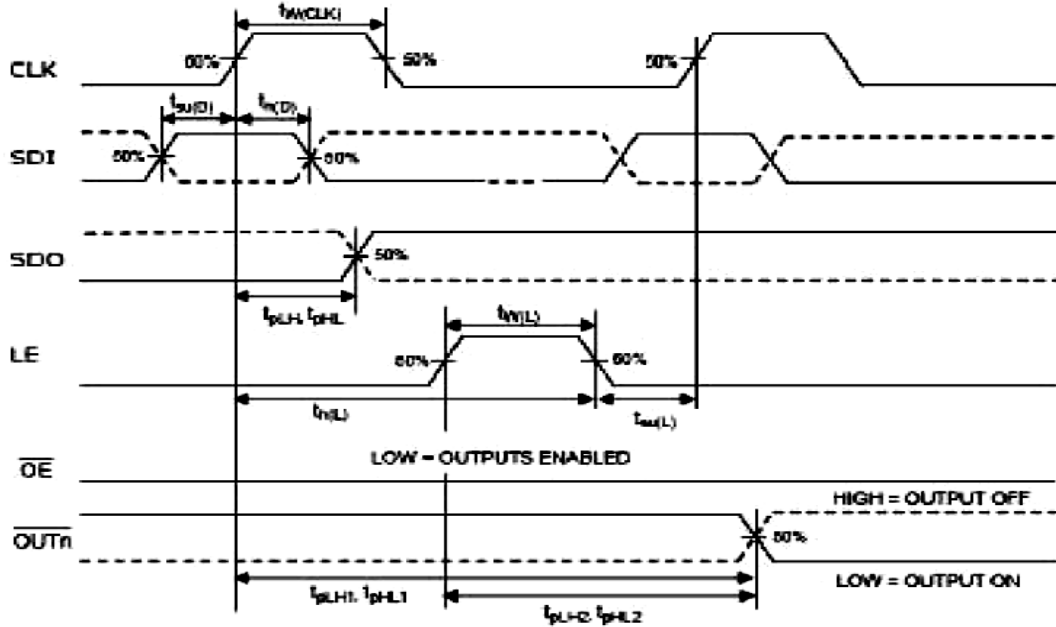 tW(CLK)
CLK
50%
50%
50%
tsu(D)
th(D)
SDI
50%
50%
SDO
50%
tpLH, tpHL
tW(L)
LE
50%
50%
th(L)
tsu(L)
LOW = OUTPUTS ENABLED
OE
HIGH = OUTPUT OFF
OUTn
50%
tpLH1, tpHL1
LOW = OUTPUT ON
tpLH2, tpHL2